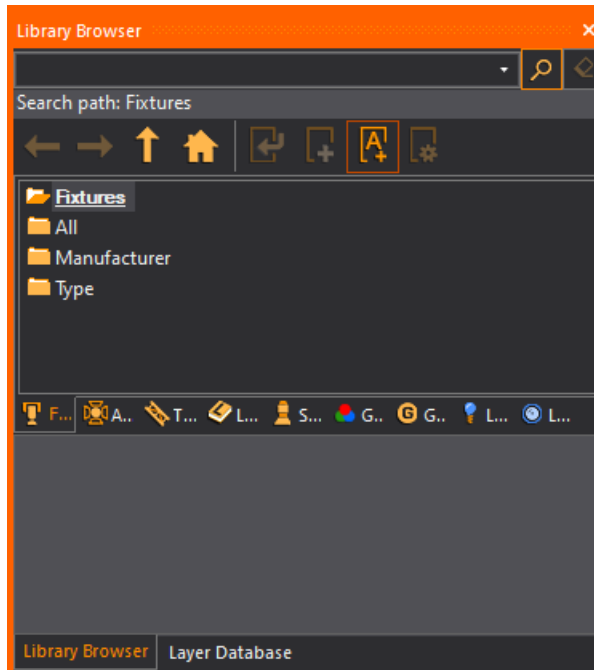 Library Browser
Search path: Fixtures
Fixtures
All
Manufacturer
Type
F... A.. T... L... S... G.. G.. L... L...
Library Browser Layer Database